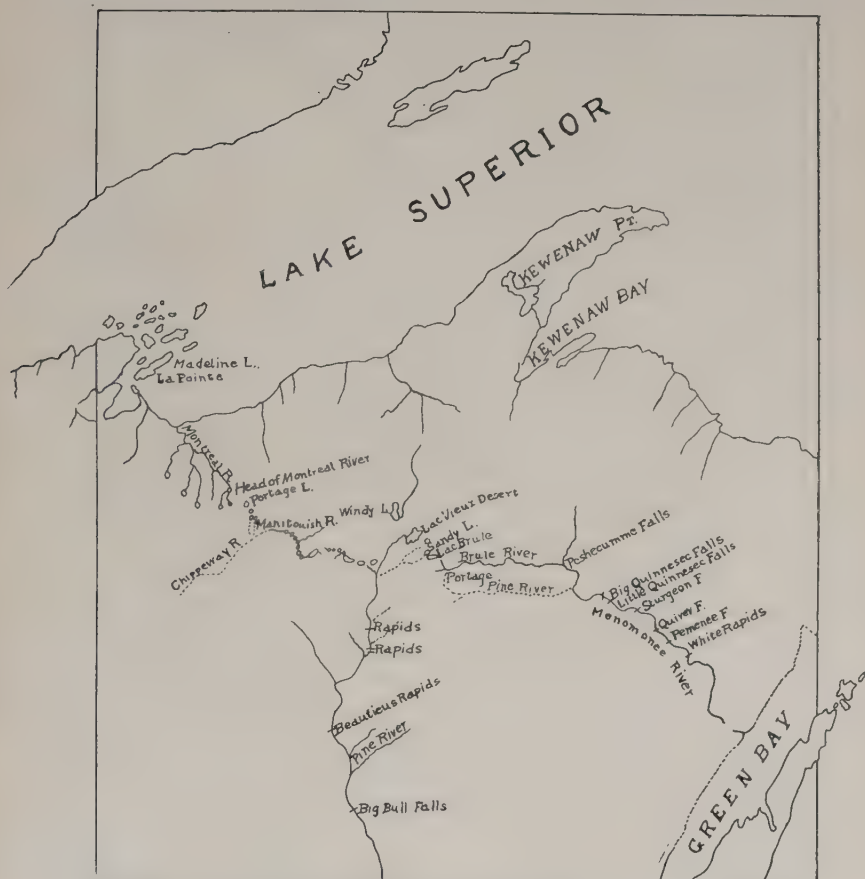 LAKE SUPERIOR
KEWENAW PT.
KEWENAW BAY
Madeline L.,
La Pointe
Montreal R.
Head of Montreal River
Portage L.
Manitouish R.
Windy L.
Lac Vieux Desert
Sandy L.
Lac Brule
Brule River
Chippeway R.
Portage
Pine River
Peshecumme Falls
Big Quinnesec Falls
Little Quinnesec Falls
Sturgeon F
Quiver F.
Pemenee F
White Rapids
Menomonee River
Rapids
Rapids
Beautieus Rapids
Pine River
Big Bull Falls
GREEN BAY